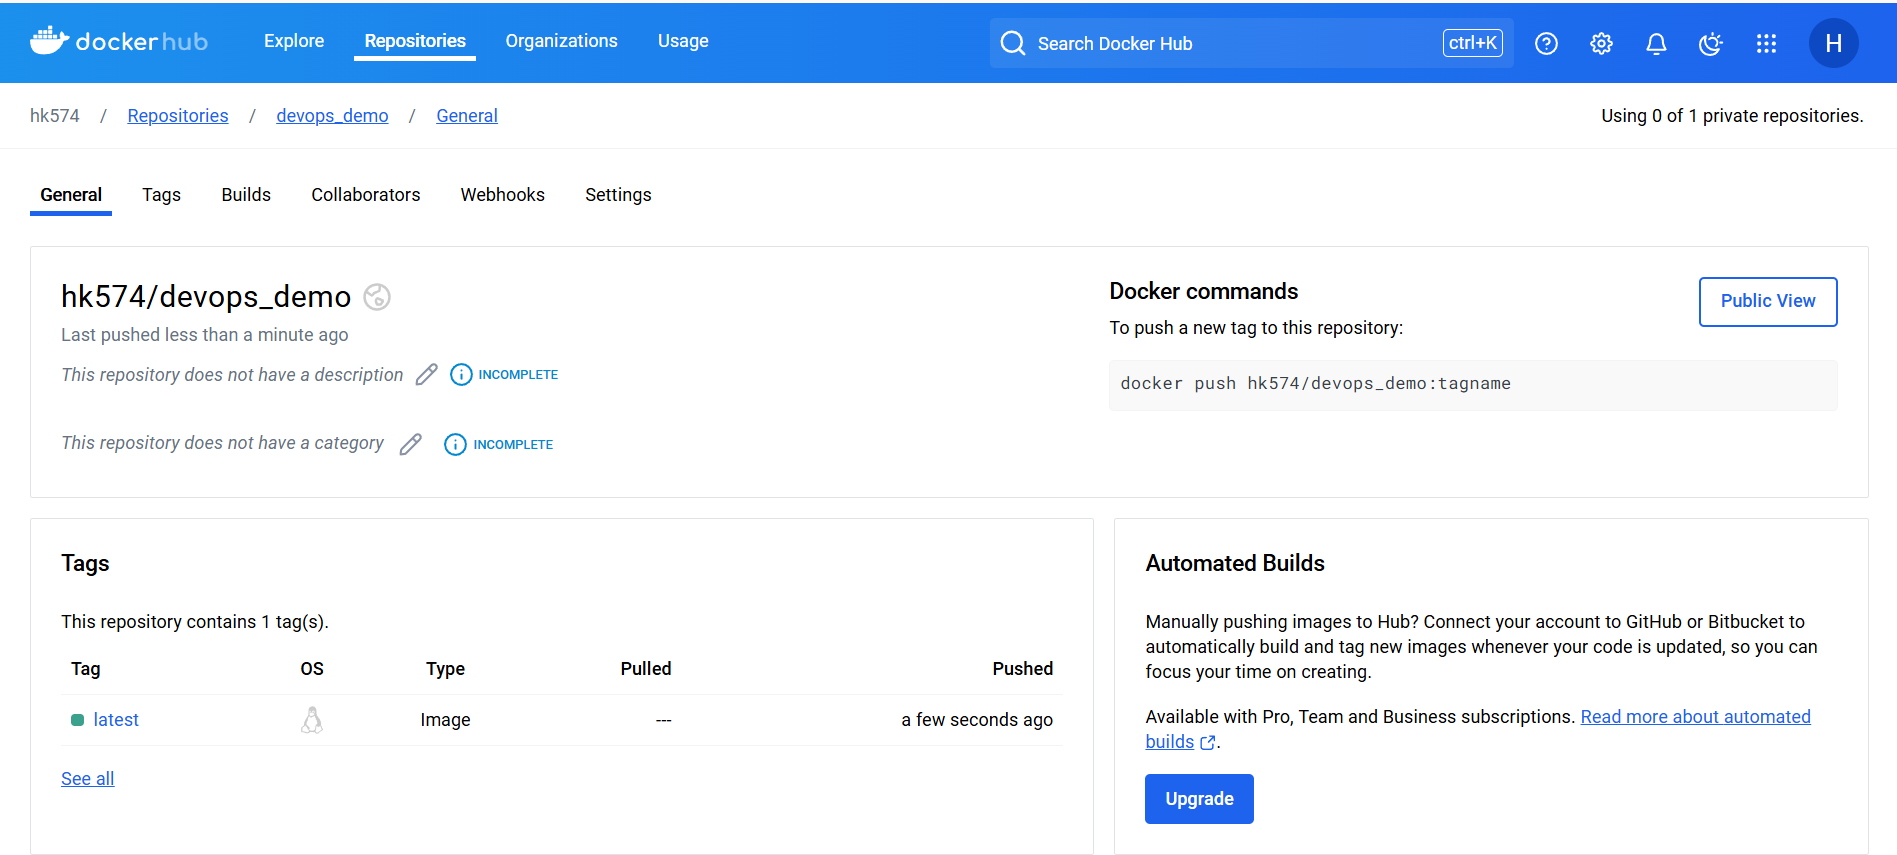 dockerhub Explore Repositories Organizations Usage Search Docker Hub ctrl+K H
hk574 / Repositories / devops_demo / General Using 0 of 1 private repositories.
General Tags Builds Collaborators Webhooks Settings
hk574/devops_demo
Last pushed less than a minute ago
This repository does not have a description INCOMPLETE
This repository does not have a category INCOMPLETE
Docker commands
Public View
To push a new tag to this repository:
docker push hk574/devops_demo:tagname
Tags
This repository contains 1 tag(s).
Tag OS Type Pulled Pushed
latest Image --- a few seconds ago
See all
Automated Builds
Manually pushing images to Hub? Connect your account to GitHub or Bitbucket to
automatically build and tag new images whenever your code is updated, so you can
focus your time on creating.
Available with Pro, Team and Business subscriptions. Read more about automated
builds .
Upgrade